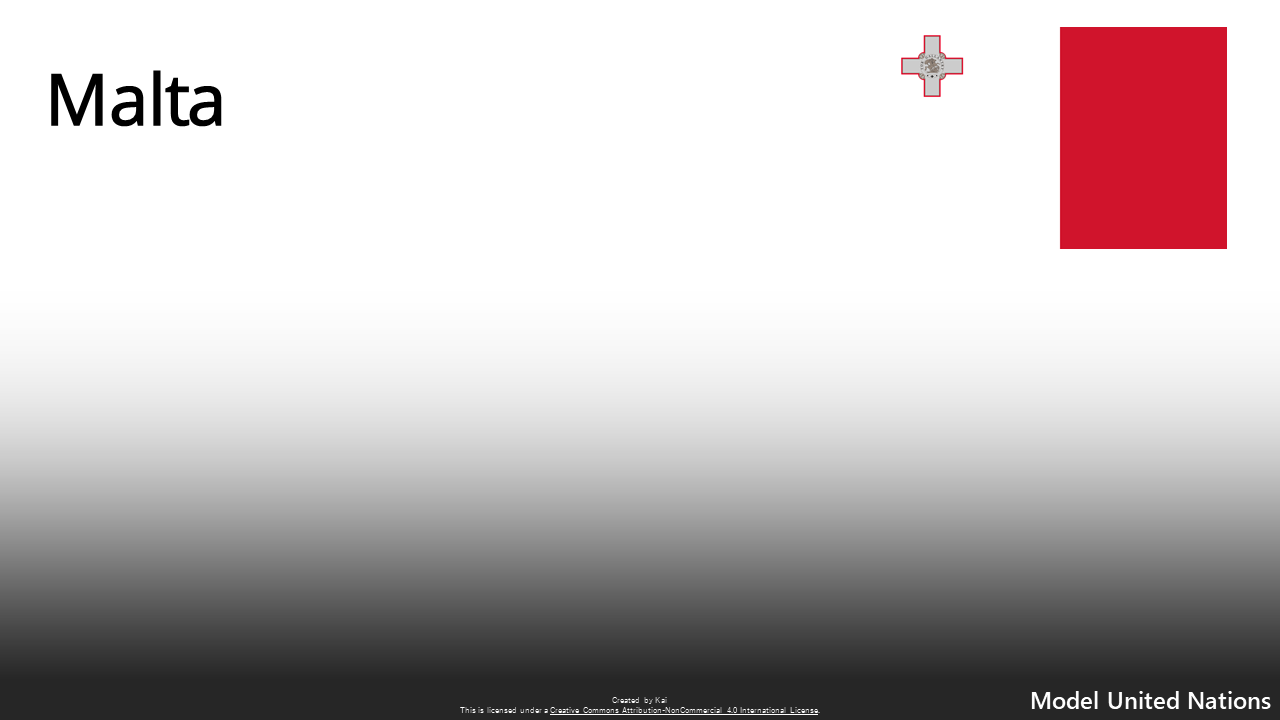 Malta
Created by Kai
This is licensed under a Creative Commons Attribution-NonCommercial 4.0 International License.
Model United Nations